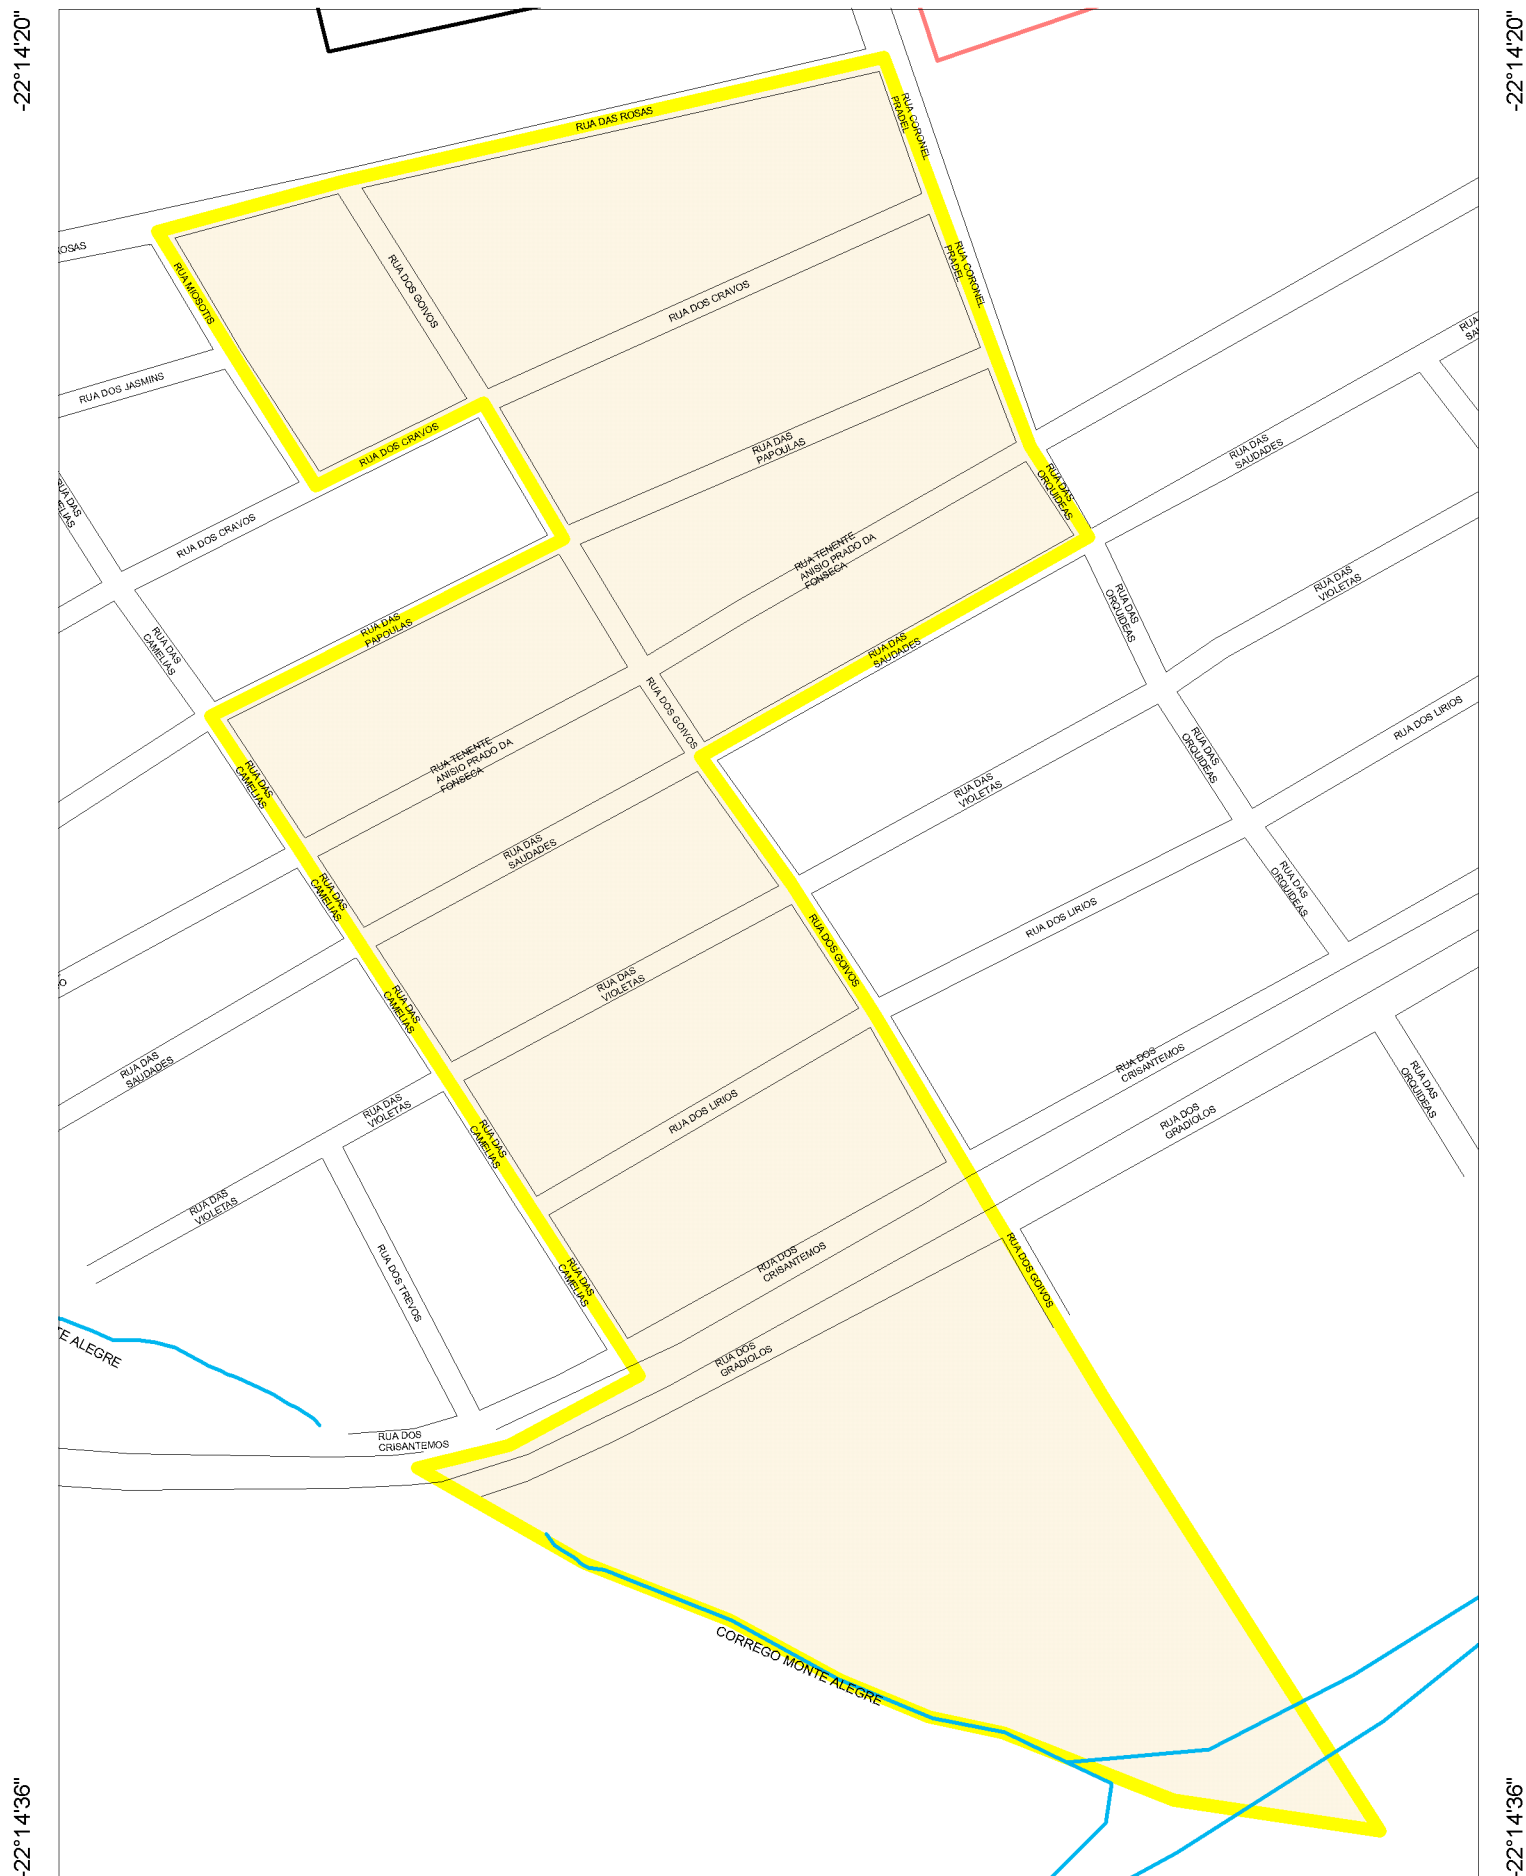 -22°14'20"
-22°14'20"
RUA DAS ROSAS
RUA CORONEL
PRADEL
OSAS
RUA MIOSOTIS
RUA DOS GOIVOS
RUA CORONEL
PRADEL
RUA DOS CRAVOS
RUA
SA
RUA DOS JASMINS
RUA DOS CRAVOS
RUA DAS
PAPOULAS
RUA DAS
SAUDADES
RUA DAS
ORQUIDEAS
RUA DAS
MELIAS
RUA DOS CRAVOS
RUA TENENTE
ANISIO PRADO DA
FONSECA
RUA DAS
VIOLETAS
RUA DAS
ORQUIDEAS
RUA DAS
PAPOULAS
RUA DAS
CAMELIAS
RUA DAS
SAUDADES
RUA DOS GOIVOS
RUA DOS LIRIOS
RUA DAS
ORQUIDEAS
RUA TENENTE
ANISIO PRADO DA
FONSECA
RUA DAS
CAMELIAS
RUA DAS
VIOLETAS
RUA DAS
SAUDADES
RUA DAS
CAMELIAS
RUA DAS
ORQUIDEAS
RUA DOS LIRIOS
RUA DOS GOIVOS
RUA DAS
VIOLETAS
O
RUA DAS
CAMELIAS
RUA DAS
SAUDADES
RUA DOS
CRISANTEMOS
RUA DAS
ORQUIDEAS
RUA DAS
VIOLETAS
RUA DOS LIRIOS
RUA DOS
GRADIOLOS
RUA DAS
CAMELIAS
RUA DAS
VIOLETAS
RUA DOS
CRISANTEMOS
RUA DOS GOIVOS
RUA DOS TREVOS
RUA DAS
CAMELIAS
TE ALEGRE
RUA DOS
GRADIOLOS
RUA DOS
CRISANTEMOS
CORREGO MONTE ALEGRE
-22°14'36"
-22°14'36"